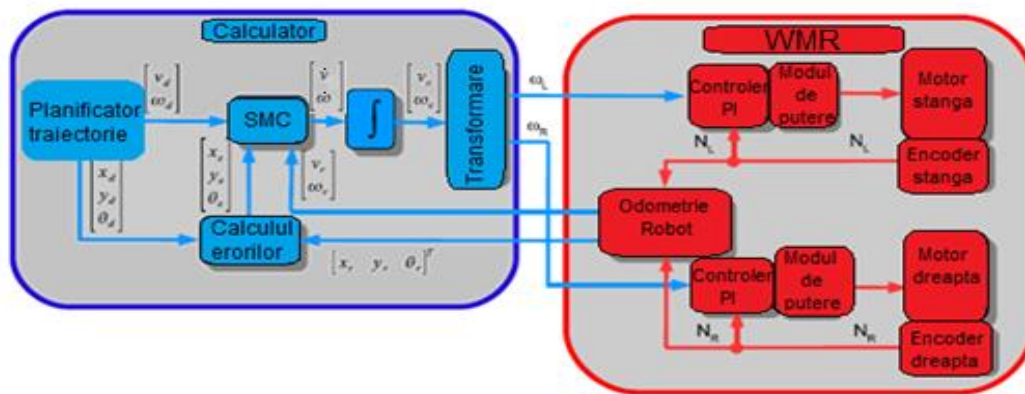 Calculator
Planificator
traiectorie
[v_d
ω_d]
SMC
[v̇
ω̇]
∫
[v_c
ω_c]
Transformare
[x_d
y_d
θ_d]
[x_e
y_e
θ_e]
[v_r
ω_r]
Calculul
erorilor
[x_r y_r θ_r]^T
ω_L
ω_R
WMR
Controler
PI
Modul
de
putere
Motor
stanga
N_L
N_L
Encoder
stanga
Odometrie
Robot
Controler
PI
Modul
de
putere
Motor
dreapta
N_R
N_R
Encoder
dreapta